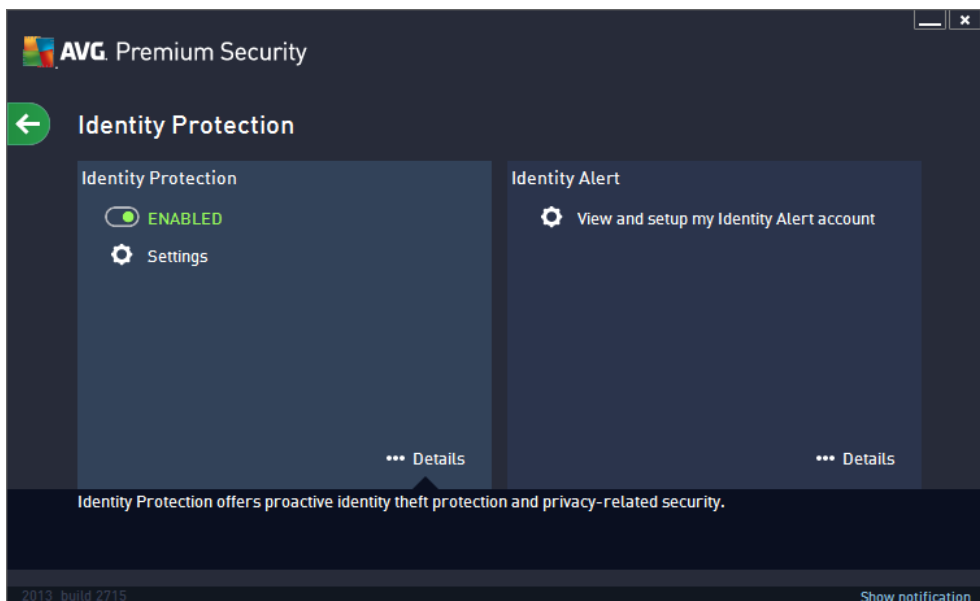 AVG. Premium Security
Identity Protection
Identity Protection
ENABLED
Settings
Details
Identity Alert
View and setup my Identity Alert account
Details
Identity Protection offers proactive identity theft protection and privacy-related security.
2013 build 2715
Show notification